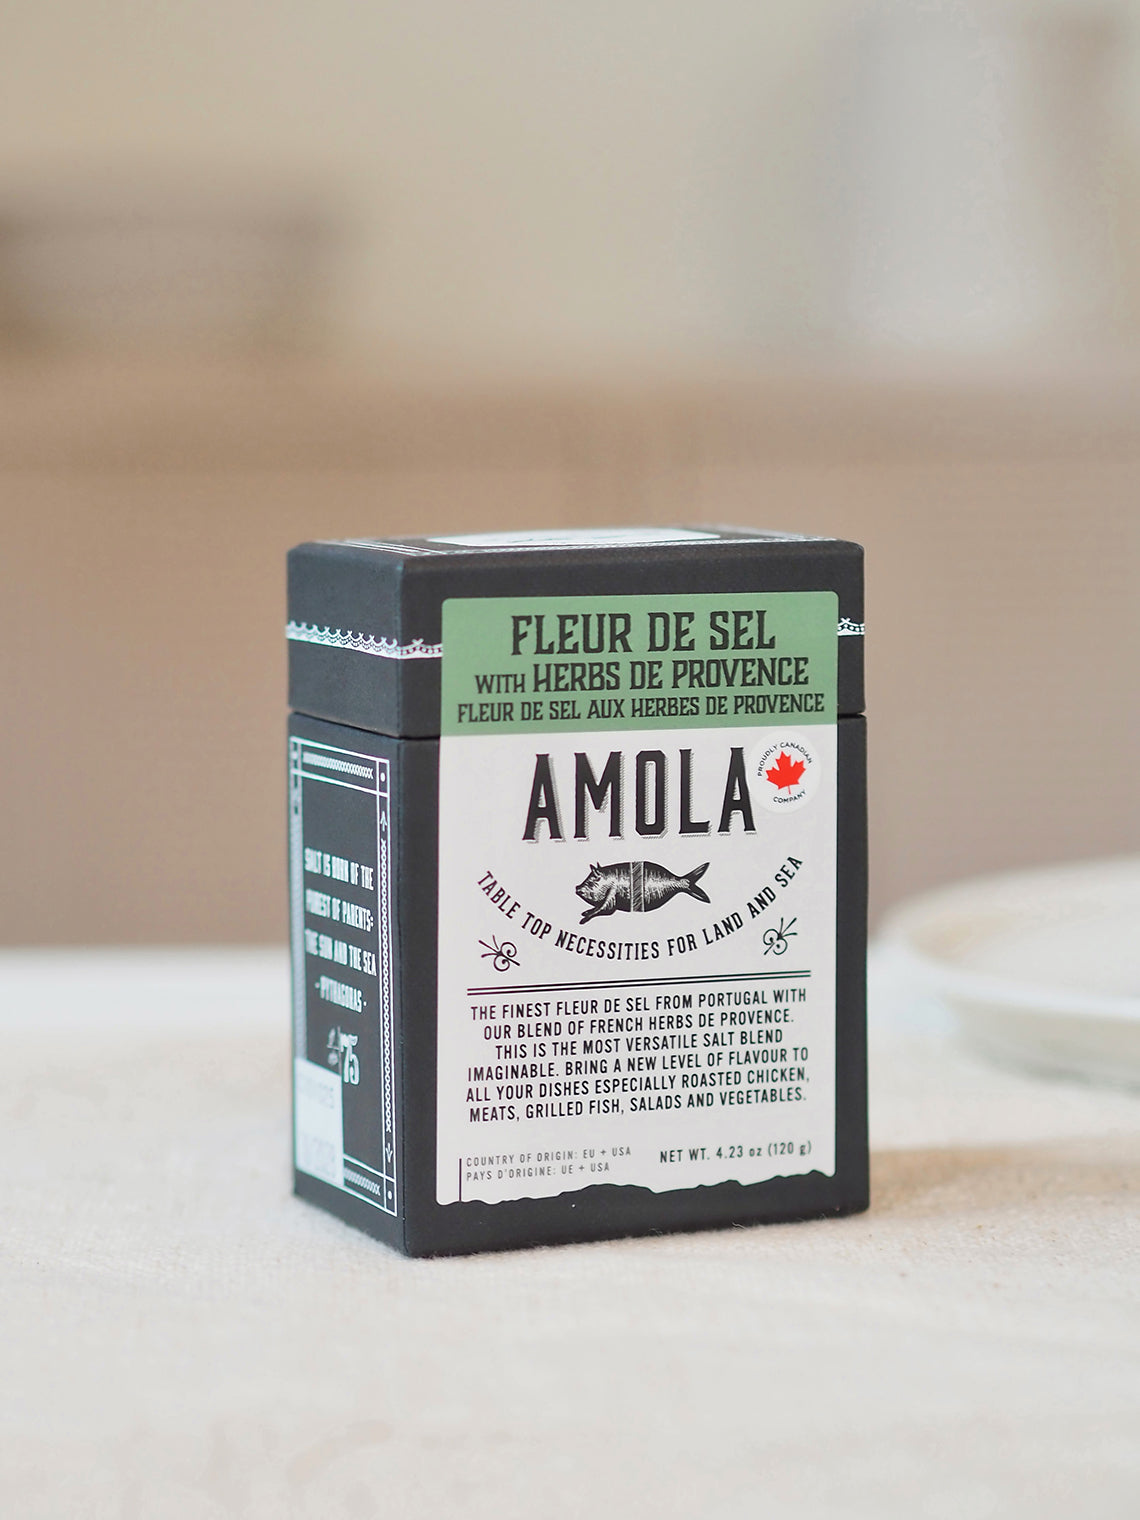 FLEUR DE SEL
WITH HERBS DE PROVENCE
FLEUR DE SEL AUX HERBES DE PROVENCE
AMOLA
PROUDLY CANADIAN
COMPANY
TABLE TOP NECESSITIES FOR LAND AND SEA
THE FINEST FLEUR DE SEL FROM PORTUGAL WITH
OUR BLEND OF FRENCH HERBS DE PROVENCE.
THIS IS THE MOST VERSATILE SALT BLEND
IMAGINABLE. BRING A NEW LEVEL OF FLAVOUR TO
ALL YOUR DISHES ESPECIALLY ROASTED CHICKEN,
MEATS, GRILLED FISH, SALADS AND VEGETABLES.
COUNTRY OF ORIGIN: EU + USA
PAYS D'ORIGINE: UE + USA
NET WT. 4.23 oz (120 g)
SALT IS BORN OF THE
PUREST OF PARENTS:
THE SUN AND THE SEA
- PYTHAGORAS -
75